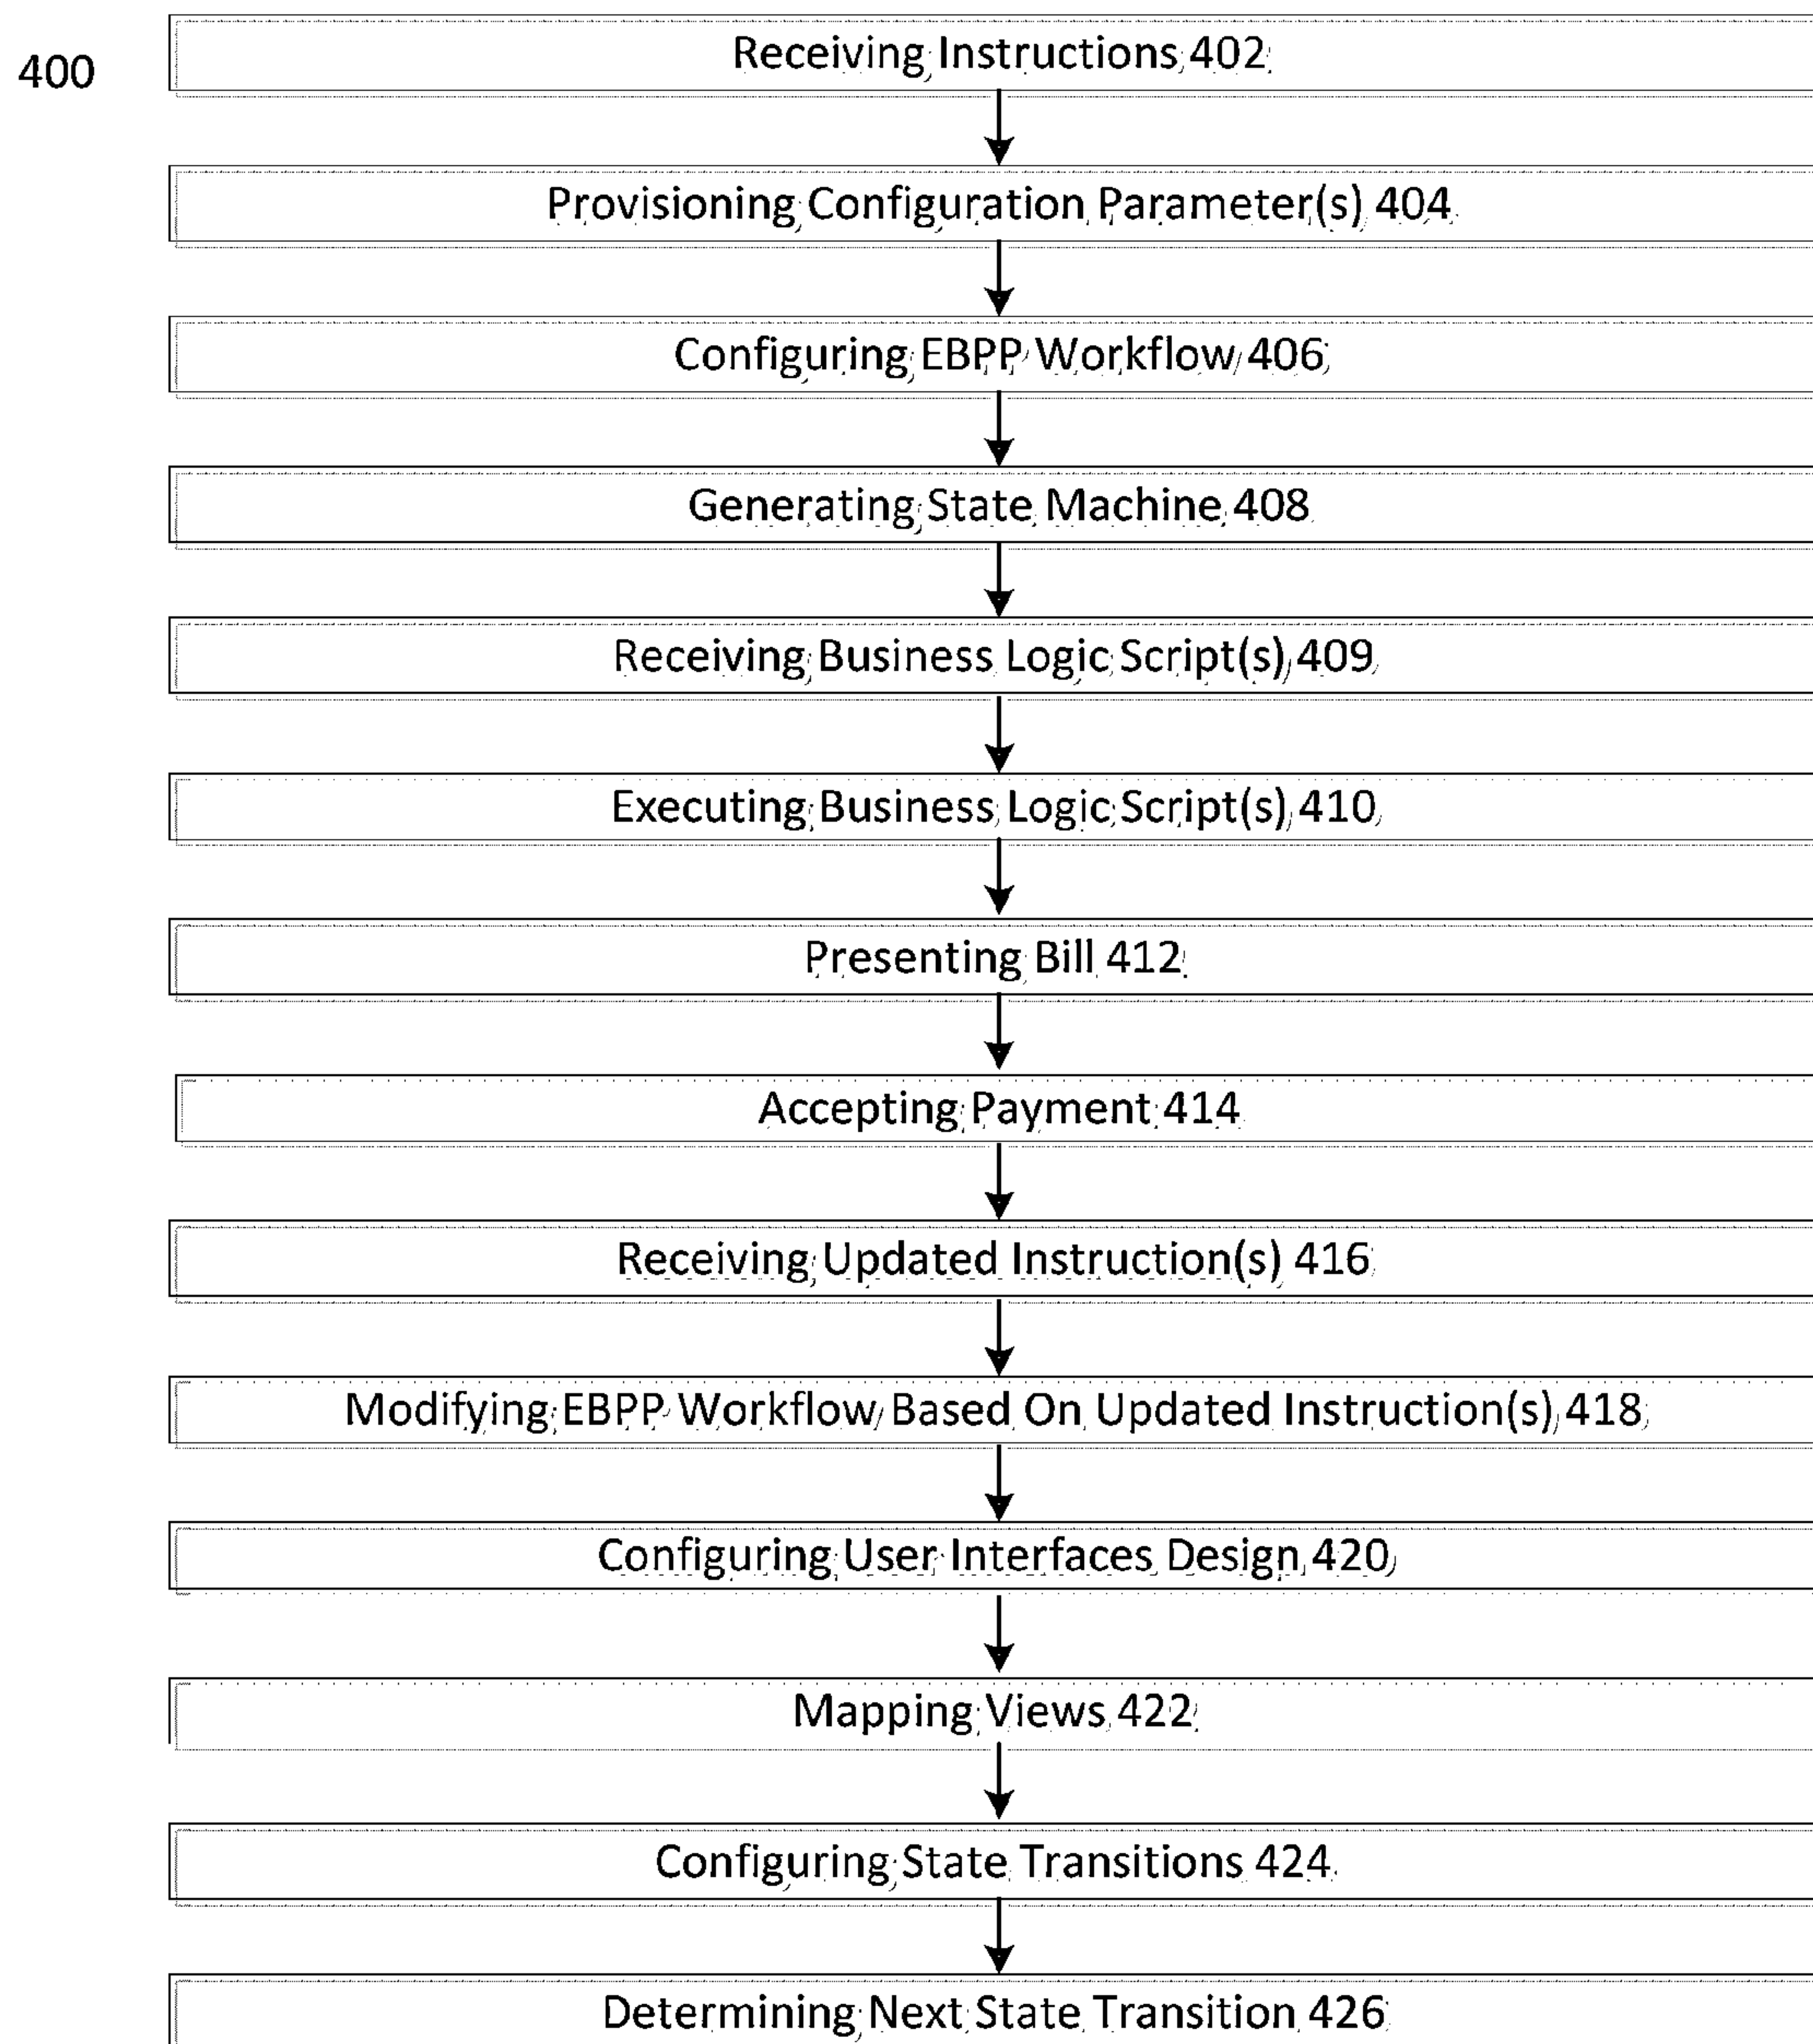 400
Receiving Instructions 402
Provisioning Configuration Parameter(s) 404
Configuring EBPP Workflow 406
Generating State Machine 408
Receiving Business Logic Script(s) 409
Executing Business Logic Script(s) 410
Presenting Bill 412
Accepting Payment 414
Receiving Updated Instruction(s) 416
Modifying EBPP Workflow Based On Updated Instruction(s) 418
Configuring User Interfaces Design 420
Mapping Views 422
Configuring State Transitions 424
Determining Next State Transition 426